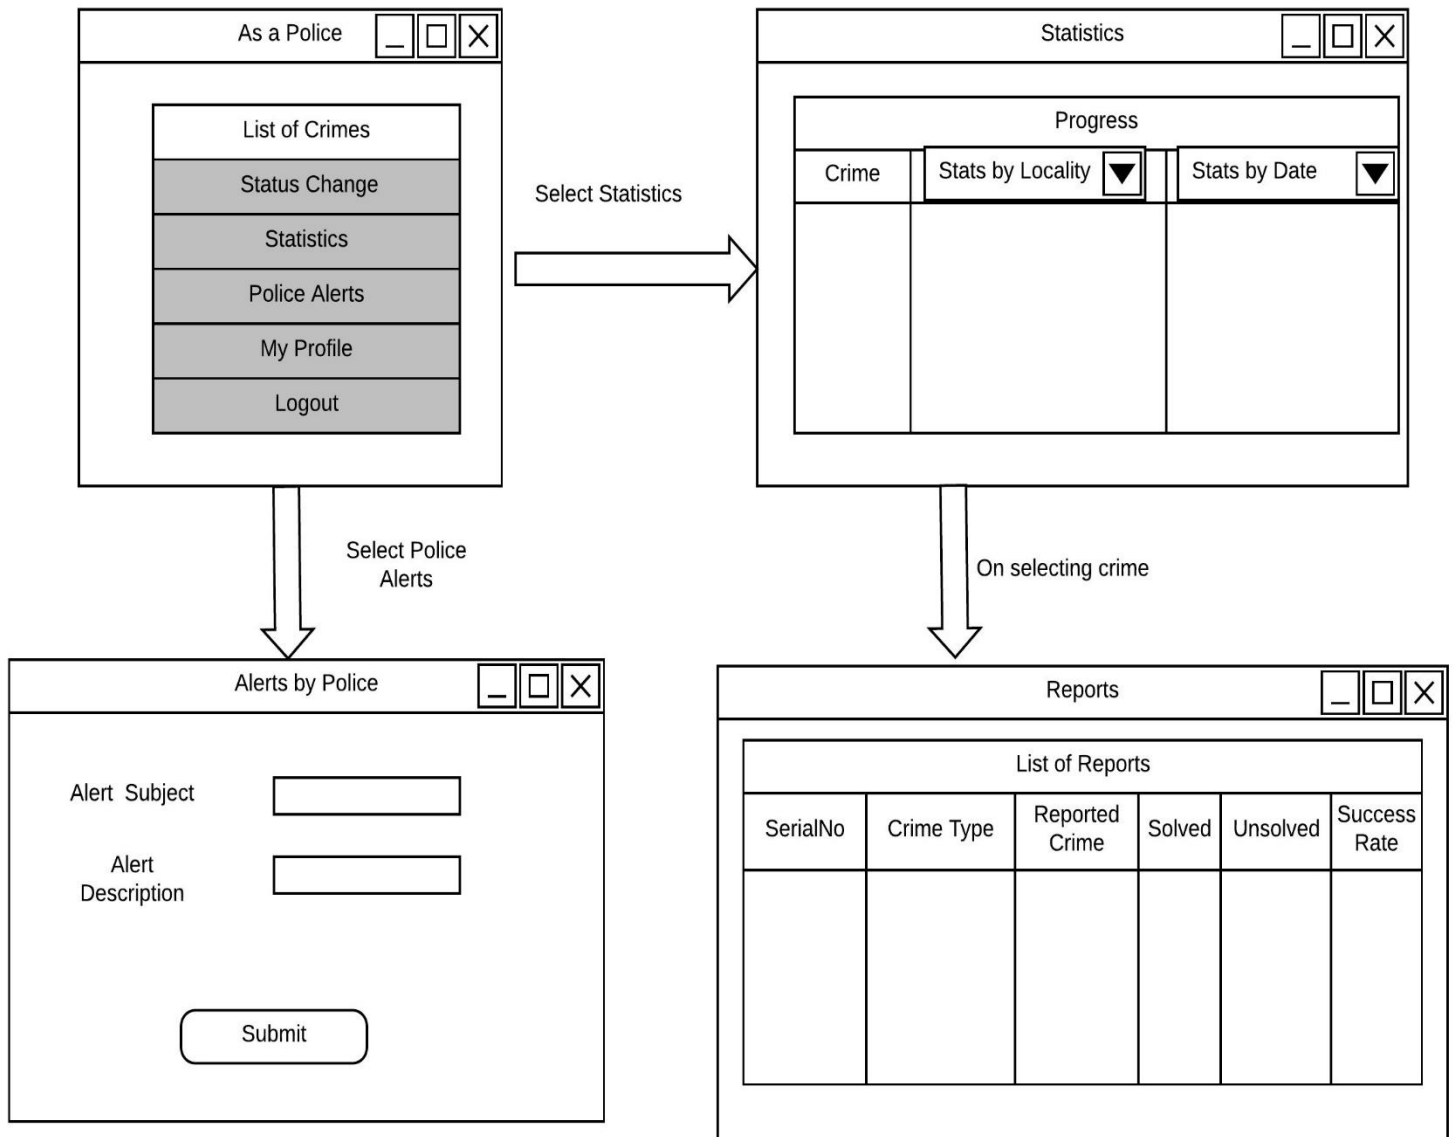 As a Police
List of Crimes
Status Change
Statistics
Police Alerts
My Profile
Logout
Select Statistics
Statistics
Progress
Crime
Stats by Locality
Stats by Date
Select Police
Alerts
On selecting crime
Alerts by Police
Alert Subject
Alert
Description
Submit
Reports
List of Reports
SerialNo
Crime Type
Reported
Crime
Solved
Unsolved
Success
Rate